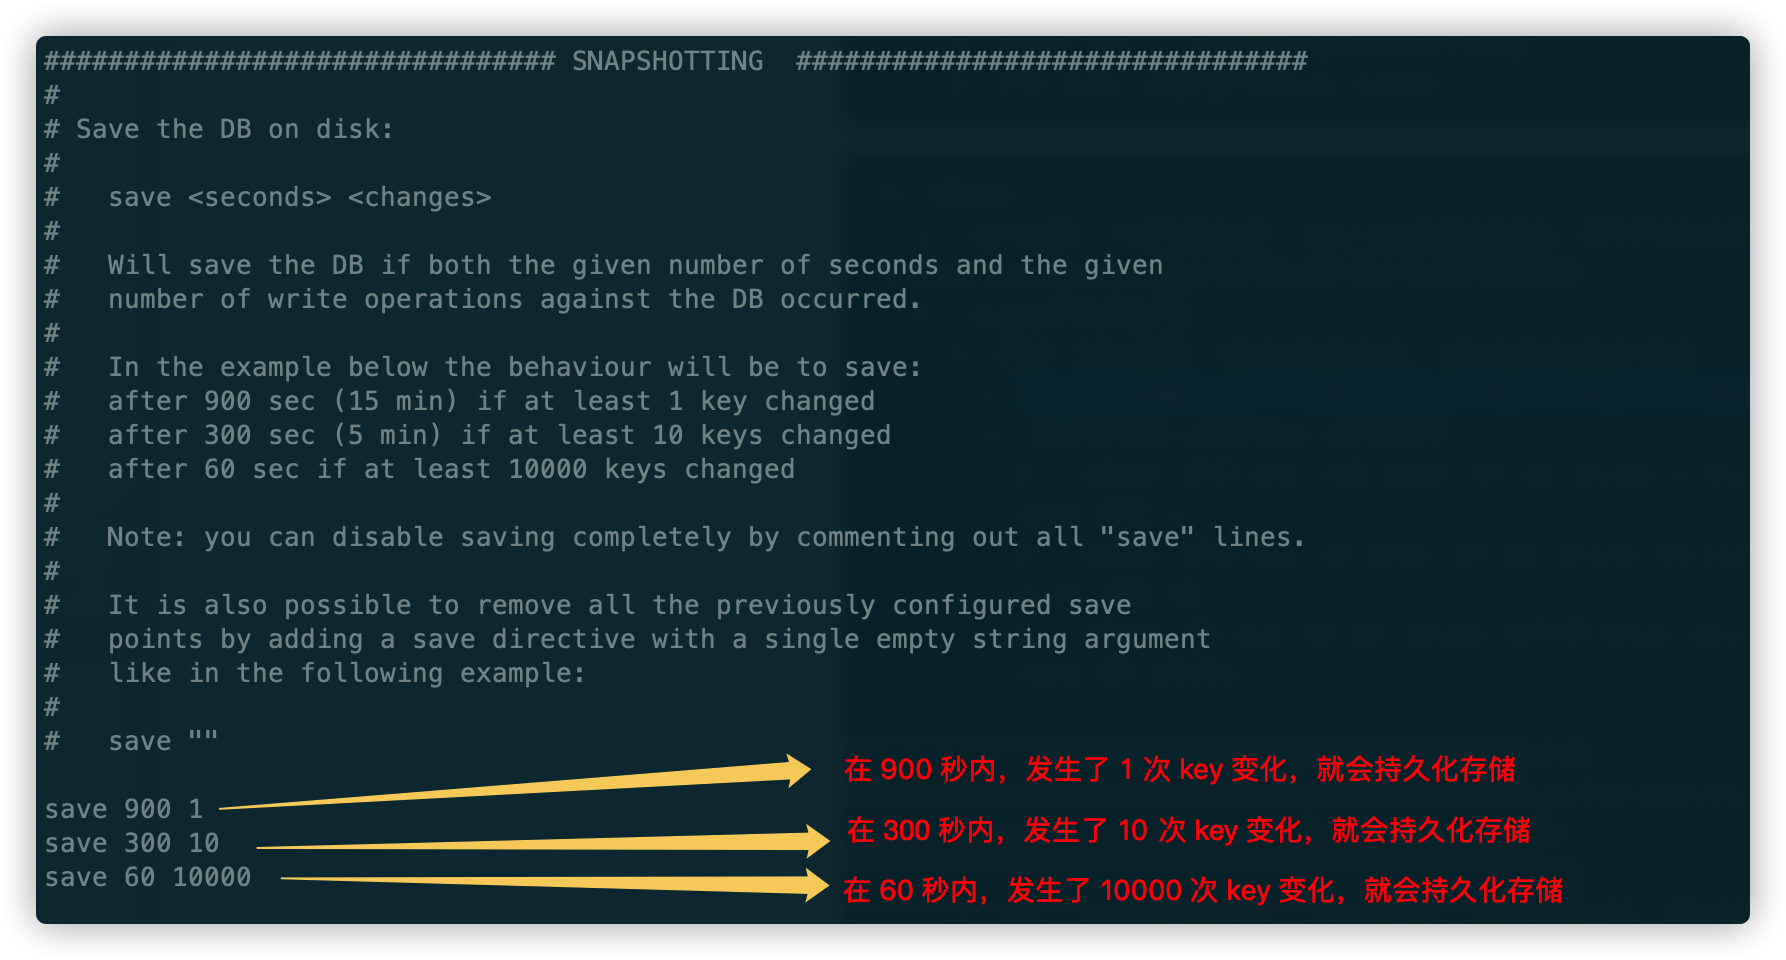 ################################ SNAPSHOTTING  ################################
#
# Save the DB on disk:
#
#   save <seconds> <changes>
#
#   Will save the DB if both the given number of seconds and the given
#   number of write operations against the DB occurred.
#
#   In the example below the behaviour will be to save:
#   after 900 sec (15 min) if at least 1 key changed
#   after 300 sec (5 min) if at least 10 keys changed
#   after 60 sec if at least 10000 keys changed
#
#   Note: you can disable saving completely by commenting out all "save" lines.
#
#   It is also possible to remove all the previously configured save
#   points by adding a save directive with a single empty string argument
#   like in the following example:
#
#   save ""
在 900 秒内，发生了 1 次 key 变化，就会持久化存储
save 900 1
在 300 秒内，发生了 10 次 key 变化，就会持久化存储
save 300 10
save 60 10000
在 60 秒内，发生了 10000 次 key 变化，就会持久化存储